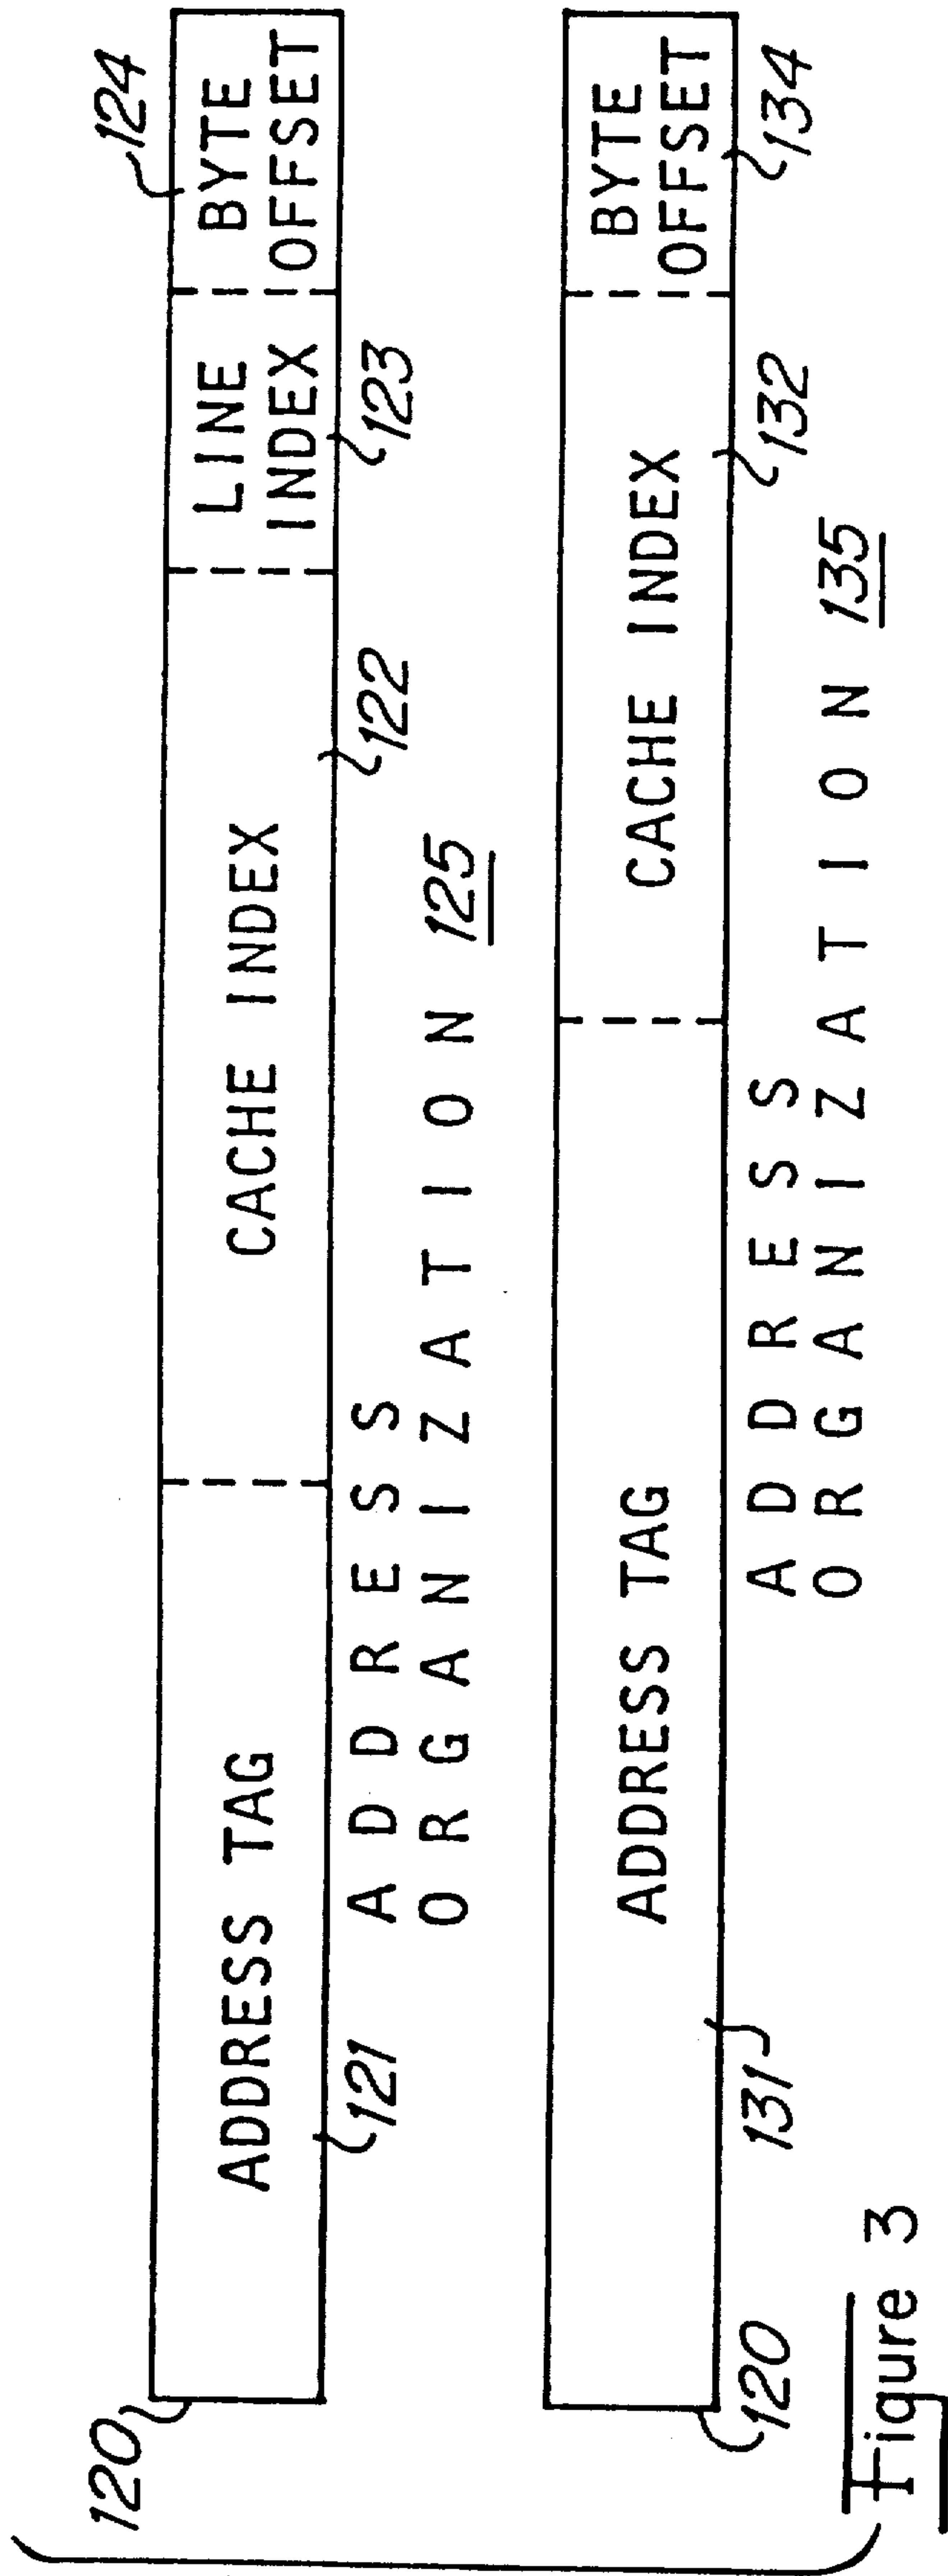 124
ADDRESS TAG
CACHE INDEX
LINE
INDEX
BYTE
OFFSET
120
121
122
123
ADDRESS
ORGANIZATION 125
ADDRESS TAG
CACHE INDEX
BYTE
OFFSET
120
131
132
134
ADDRESS
ORGANIZATION 135
Figure 3